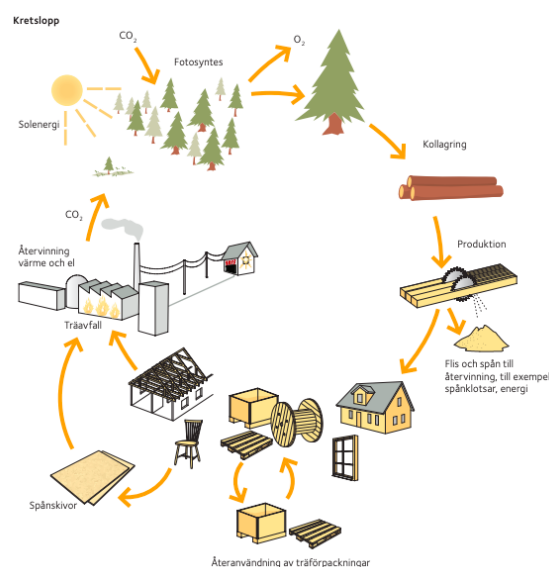 Kretslopp
CO₂
Fotosyntes
O₂
Solenergi
Kollagring
CO₂
Produktion
Återvinning
värme och el
Träavfall
Flis och spån till
återvinning, till exempel
spånklotsar, energi
Spånskivor
Återanvändning av träförpackningar